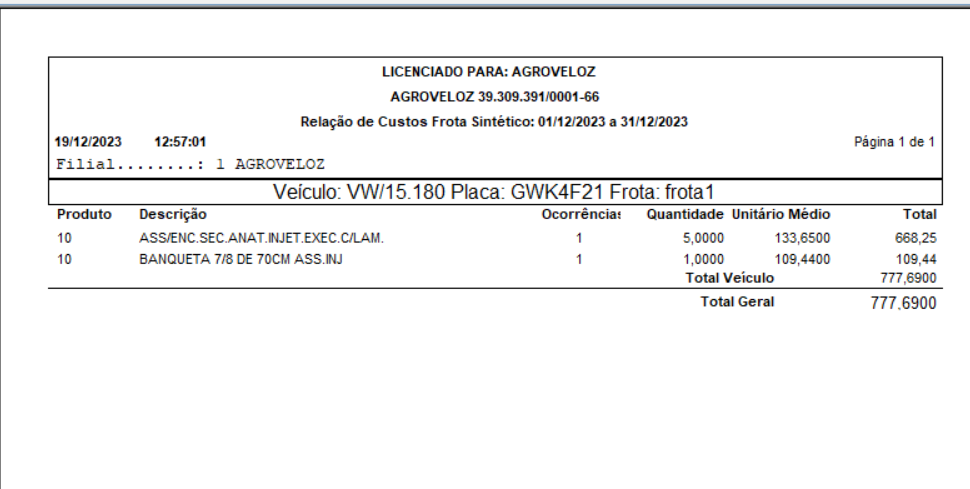 LICENCIADO PARA: AGROVELOZ
AGROVELOZ 39.309.391/0001-66
Relação de Custos Frota Sintético: 01/12/2023 a 31/12/2023
19/12/2023 12:57:01 Página 1 de 1
Filial........: 1 AGROVELOZ
Veículo: VW/15.180 Placa: GWK4F21 Frota: frota1
Produto Descrição Ocorrências Quantidade Unitário Médio Total
10 ASS/ENC.SEC.ANAT.INJET.EXEC.C/LAM. 1 5,0000 133,6500 668,25
10 BANQUETA 7/8 DE 70CM ASS.INJ 1 1,0000 109,4400 109,44
Total Veículo 777,6900
Total Geral 777,6900